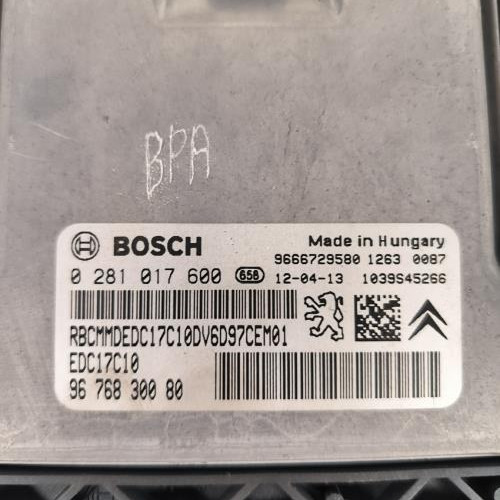 BPA
BOSCH
Made in Hungary
9666729580 1263 0087
0 281 017 600 658 12-04-13 1039S45266
RBCMMDEDC17C10DV6D97CEM01
EDC17C10
96 768 300 80